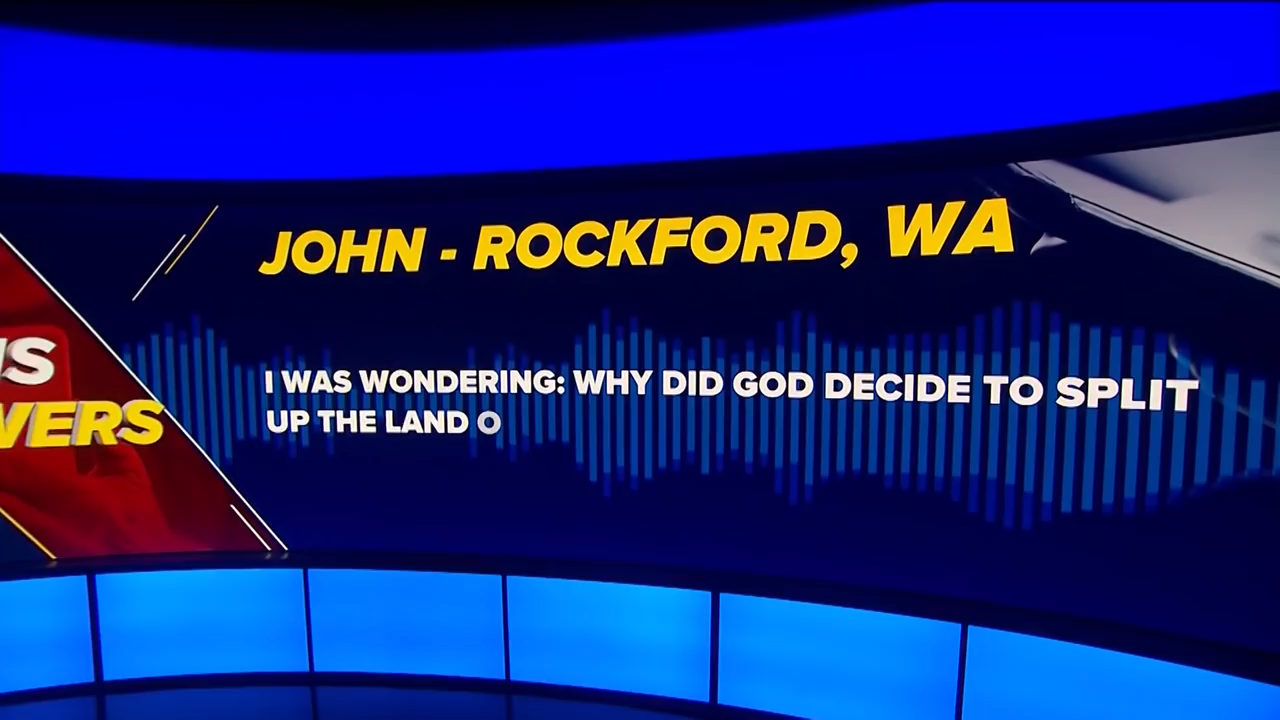 JOHN - ROCKFORD, WA
I WAS WONDERING: WHY DID GOD DECIDE TO SPLIT
UP THE LAND O